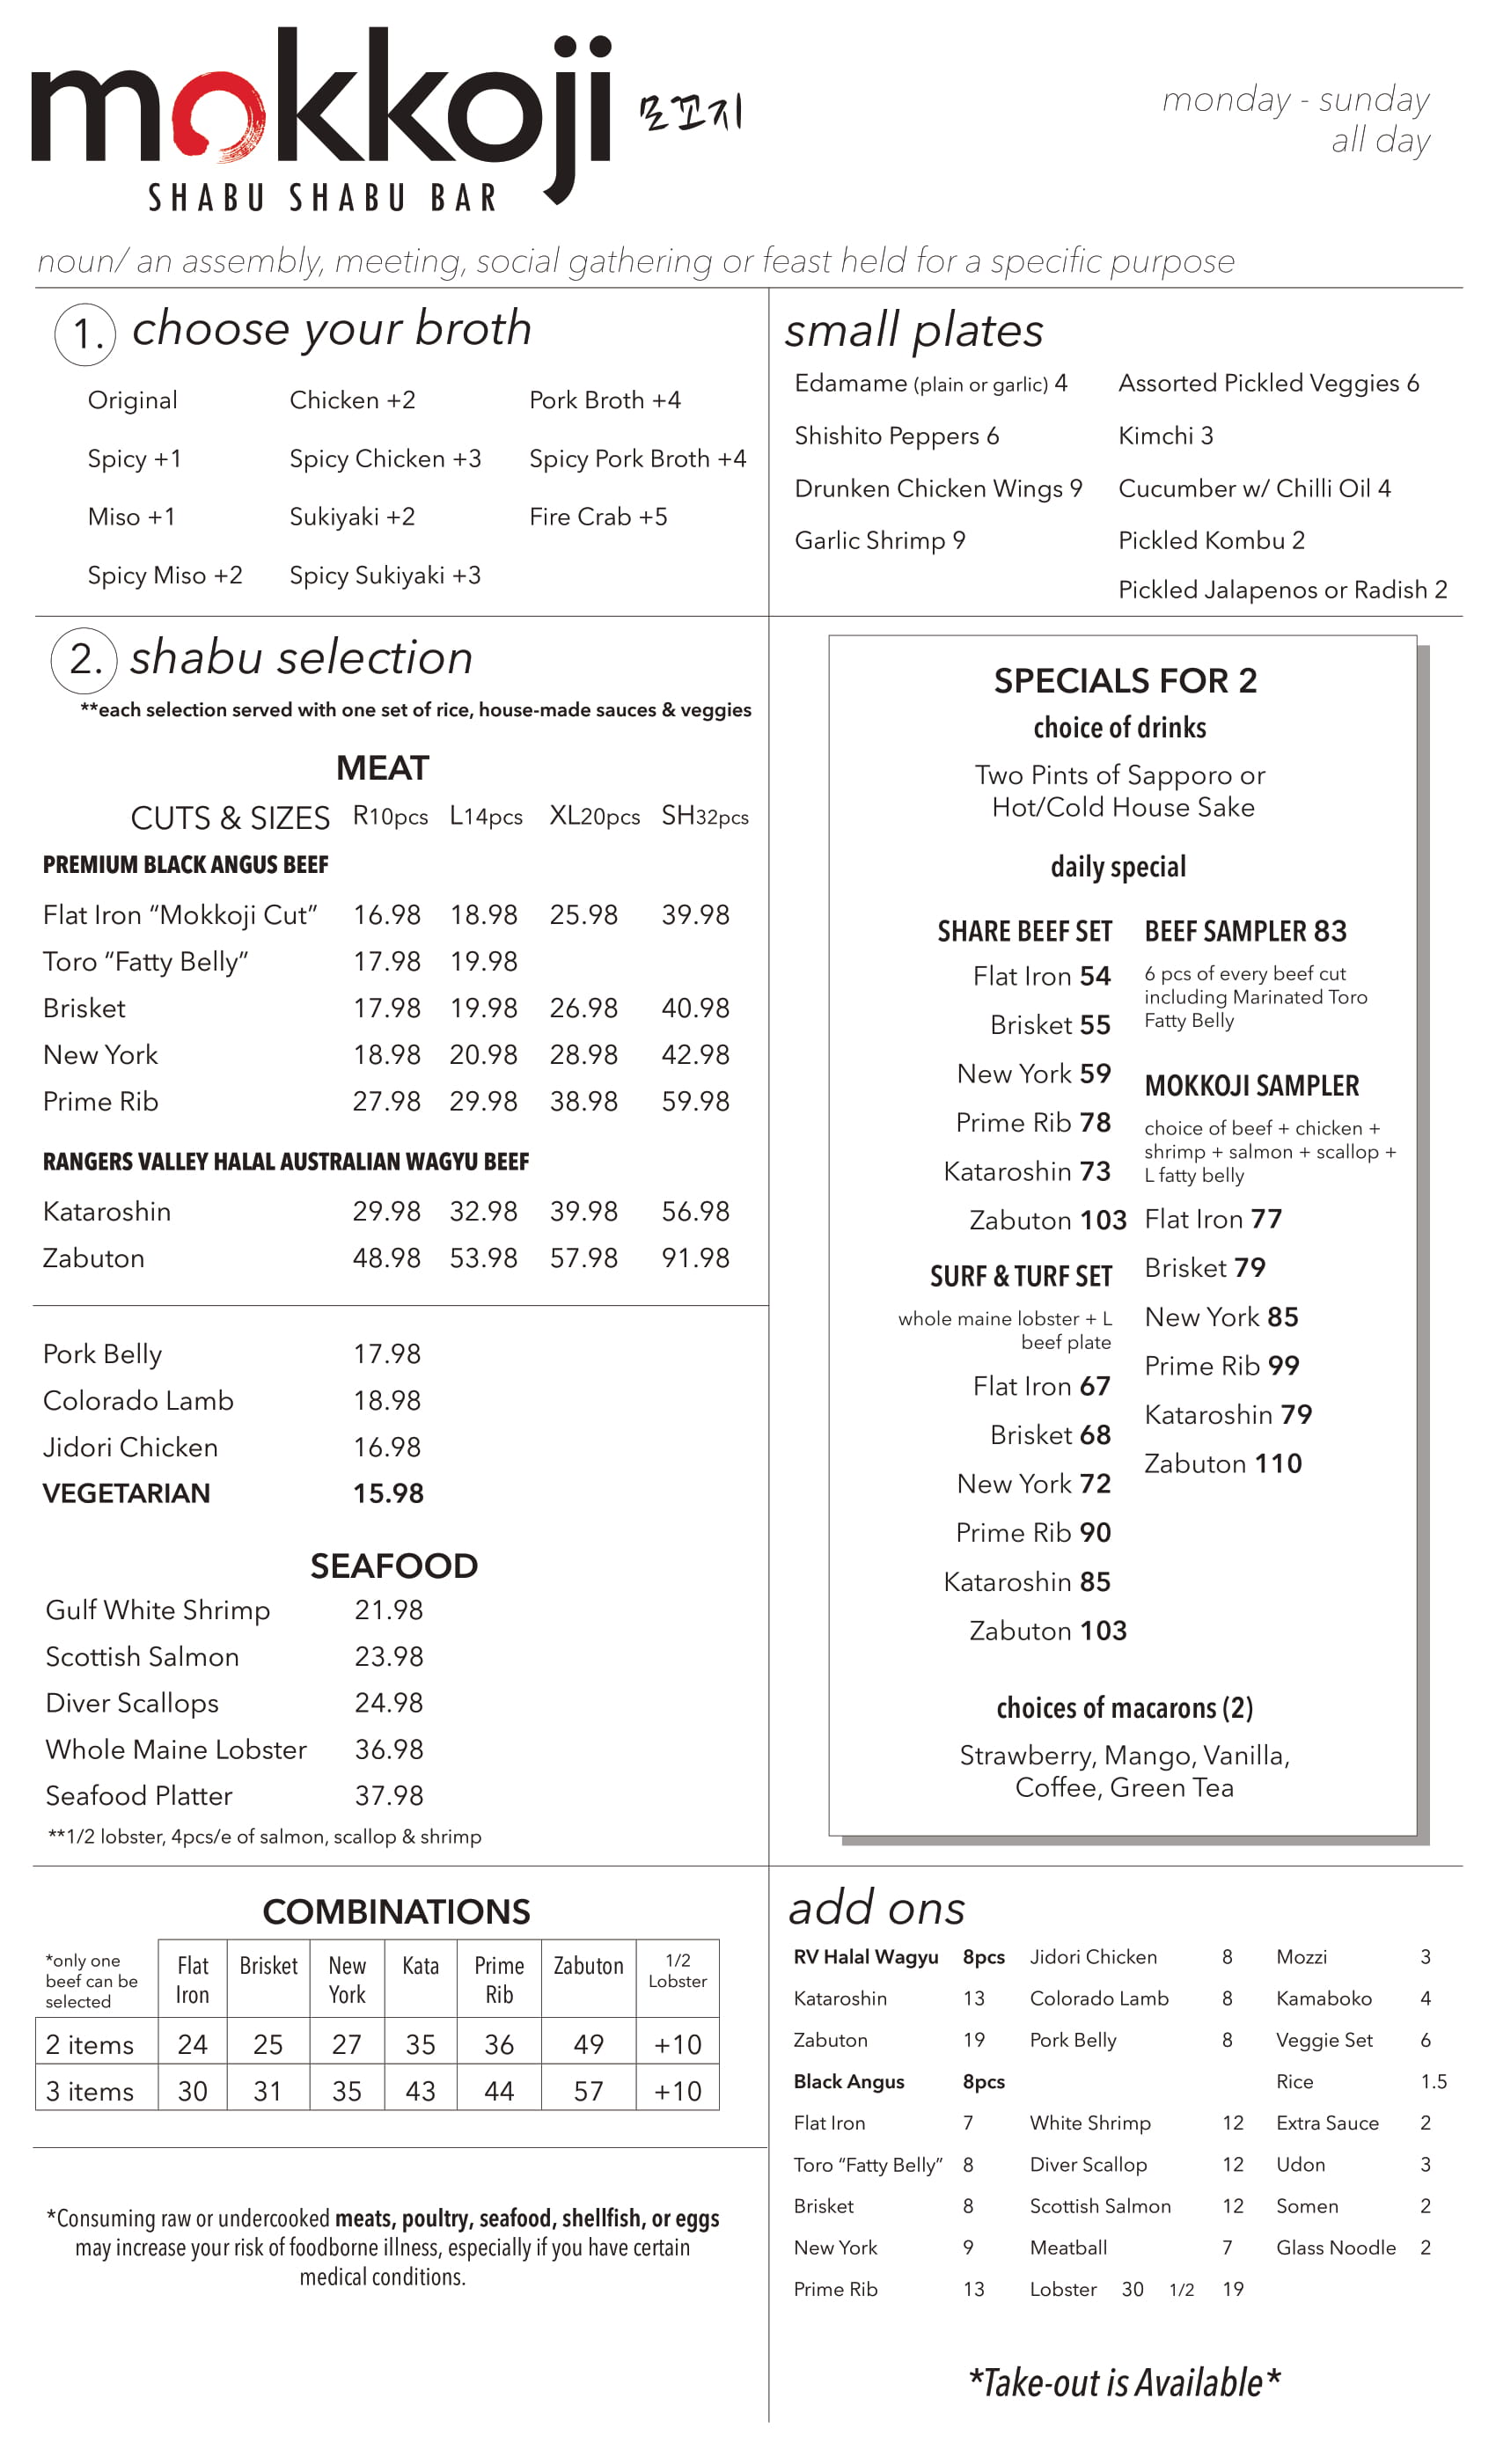 mokkoji 모꼬지
SHABU SHABU BAR
monday - sunday
all day
noun/ an assembly, meeting, social gathering or feast held for a specific purpose
1. choose your broth
Original Chicken +2 Pork Broth +4
Spicy +1 Spicy Chicken +3 Spicy Pork Broth +4
Miso +1 Sukiyaki +2 Fire Crab +5
Spicy Miso +2 Spicy Sukiyaki +3
small plates
Edamame (plain or garlic) 4 Assorted Pickled Veggies 6
Shishito Peppers 6 Kimchi 3
Drunken Chicken Wings 9 Cucumber w/ Chilli Oil 4
Garlic Shrimp 9 Pickled Kombu 2
Pickled Jalapenos or Radish 2
2. shabu selection
**each selection served with one set of rice, house-made sauces & veggies
MEAT
CUTS & SIZES R10pcs L14pcs XL20pcs SH32pcs
PREMIUM BLACK ANGUS BEEF
Flat Iron “Mokkoji Cut” 16.98 18.98 25.98 39.98
Toro “Fatty Belly” 17.98 19.98
Brisket 17.98 19.98 26.98 40.98
New York 18.98 20.98 28.98 42.98
Prime Rib 27.98 29.98 38.98 59.98
RANGERS VALLEY HALAL AUSTRALIAN WAGYU BEEF
Kataroshin 29.98 32.98 39.98 56.98
Zabuton 48.98 53.98 57.98 91.98
Pork Belly 17.98
Colorado Lamb 18.98
Jidori Chicken 16.98
VEGETARIAN 15.98
SEAFOOD
Gulf White Shrimp 21.98
Scottish Salmon 23.98
Diver Scallops 24.98
Whole Maine Lobster 36.98
Seafood Platter 37.98
**1/2 lobster, 4pcs/e of salmon, scallop & shrimp
SPECIALS FOR 2
choice of drinks
Two Pints of Sapporo or
Hot/Cold House Sake
daily special
SHARE BEEF SET
Flat Iron 54
Brisket 55
New York 59
Prime Rib 78
Kataroshin 73
Zabuton 103
SURF & TURF SET
whole maine lobster + L
beef plate
Flat Iron 67
Brisket 68
New York 72
Prime Rib 90
Kataroshin 85
Zabuton 103
BEEF SAMPLER 83
6 pcs of every beef cut
including Marinated Toro
Fatty Belly
MOKKOJI SAMPLER
choice of beef + chicken +
shrimp + salmon + scallop +
L fatty belly
Flat Iron 77
Brisket 79
New York 85
Prime Rib 99
Kataroshin 79
Zabuton 110
choices of macarons (2)
Strawberry, Mango, Vanilla,
Coffee, Green Tea
COMBINATIONS
*only one
beef can be
selected
Flat Iron Brisket New York Kata Prime Rib Zabuton 1/2 Lobster
2 items 24 25 27 35 36 49 +10
3 items 30 31 35 43 44 57 +10
*Consuming raw or undercooked meats, poultry, seafood, shellfish, or eggs
may increase your risk of foodborne illness, especially if you have certain
medical conditions.
add ons
RV Halal Wagyu 8pcs Jidori Chicken 8 Mozzi 3
Kataroshin 13 Colorado Lamb 8 Kamaboko 4
Zabuton 19 Pork Belly 8 Veggie Set 6
Black Angus 8pcs Rice 1.5
Flat Iron 7 White Shrimp 12 Extra Sauce 2
Toro “Fatty Belly” 8 Diver Scallop 12 Udon 3
Brisket 8 Scottish Salmon 12 Somen 2
New York 9 Meatball 7 Glass Noodle 2
Prime Rib 13 Lobster 30 1/2 19
*Take-out is Available*